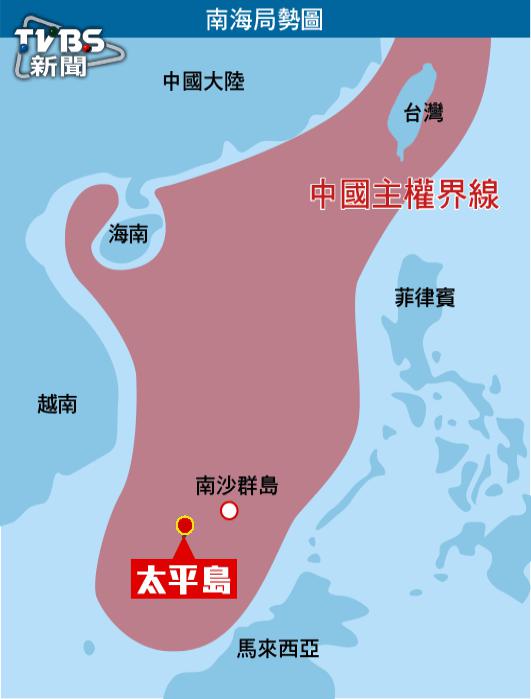 南海局勢圖
TVBS
新聞
中國大陸
台灣
中國主權界線
海南
菲律賓
越南
南沙群島
太平島
馬來西亞